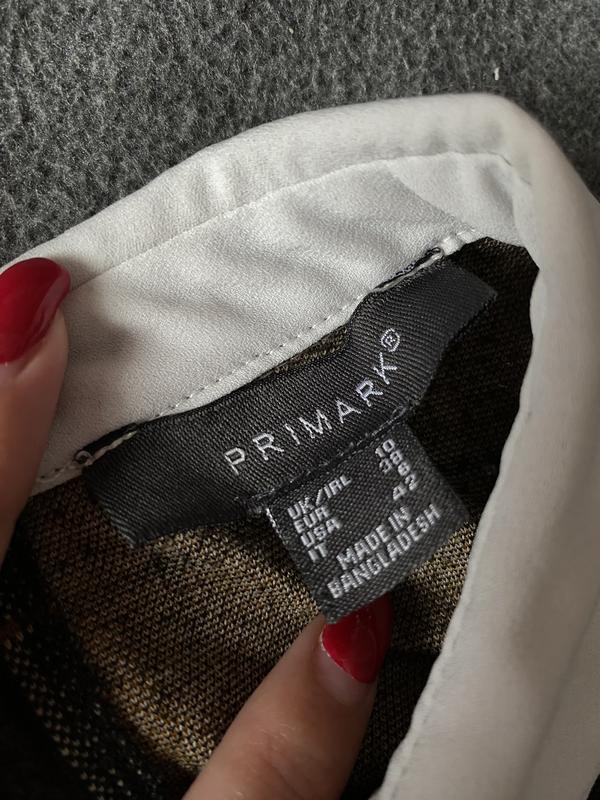 PRIMARK®
UK/IRL 10
EUR 38
USA 6
IT 42
MADE IN
BANGLADESH